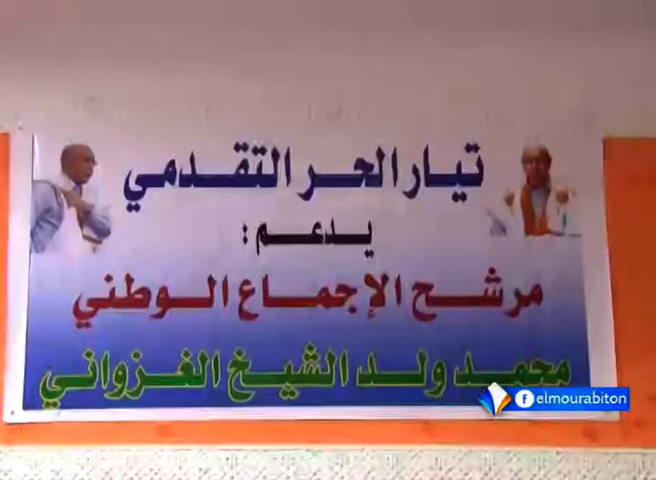 تيار الحر التقدمي
يدعم :
مرشح الإجماع الوطني
محمد ولد الشيخ الغزواني
elmourabiton